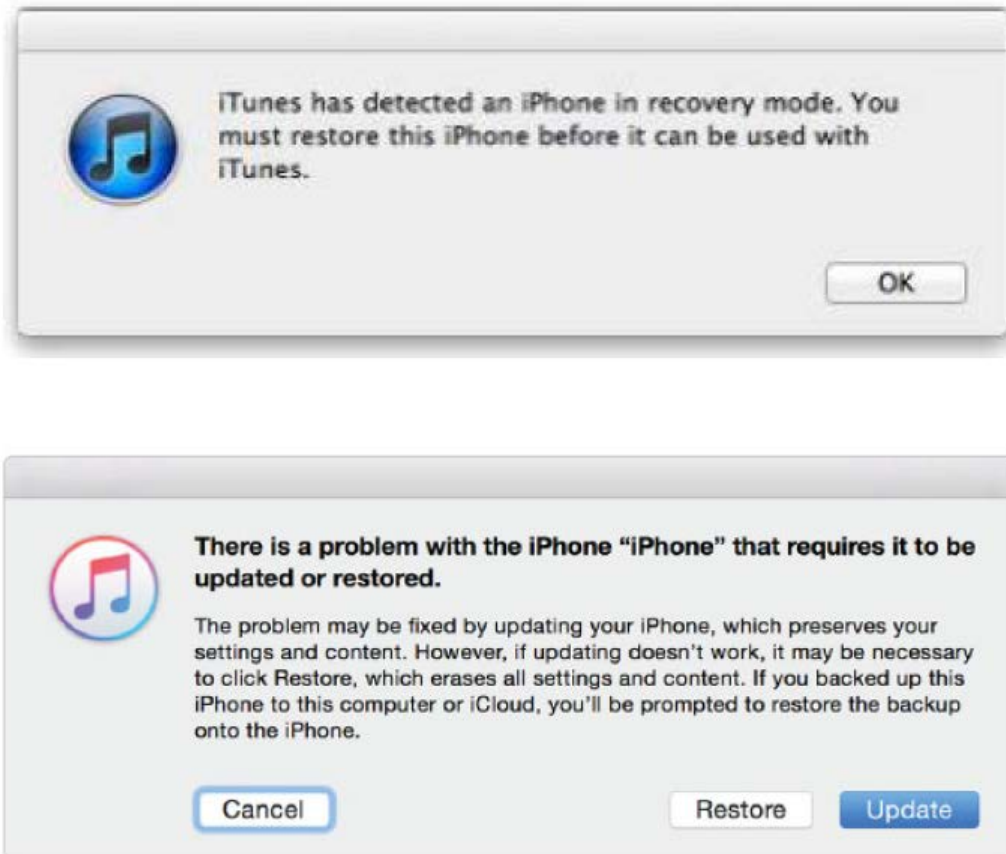 iTunes has detected an iPhone in recovery mode. You
must restore this iPhone before it can be used with
iTunes.
OK
There is a problem with the iPhone “iPhone” that requires it to be
updated or restored.
The problem may be fixed by updating your iPhone, which preserves your
settings and content. However, if updating doesn’t work, it may be necessary
to click Restore, which erases all settings and content. If you backed up this
iPhone to this computer or iCloud, you’ll be prompted to restore the backup
onto the iPhone.
Cancel Restore Update